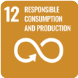 12 RESPONSIBLE
CONSUMPTION
AND PRODUCTION